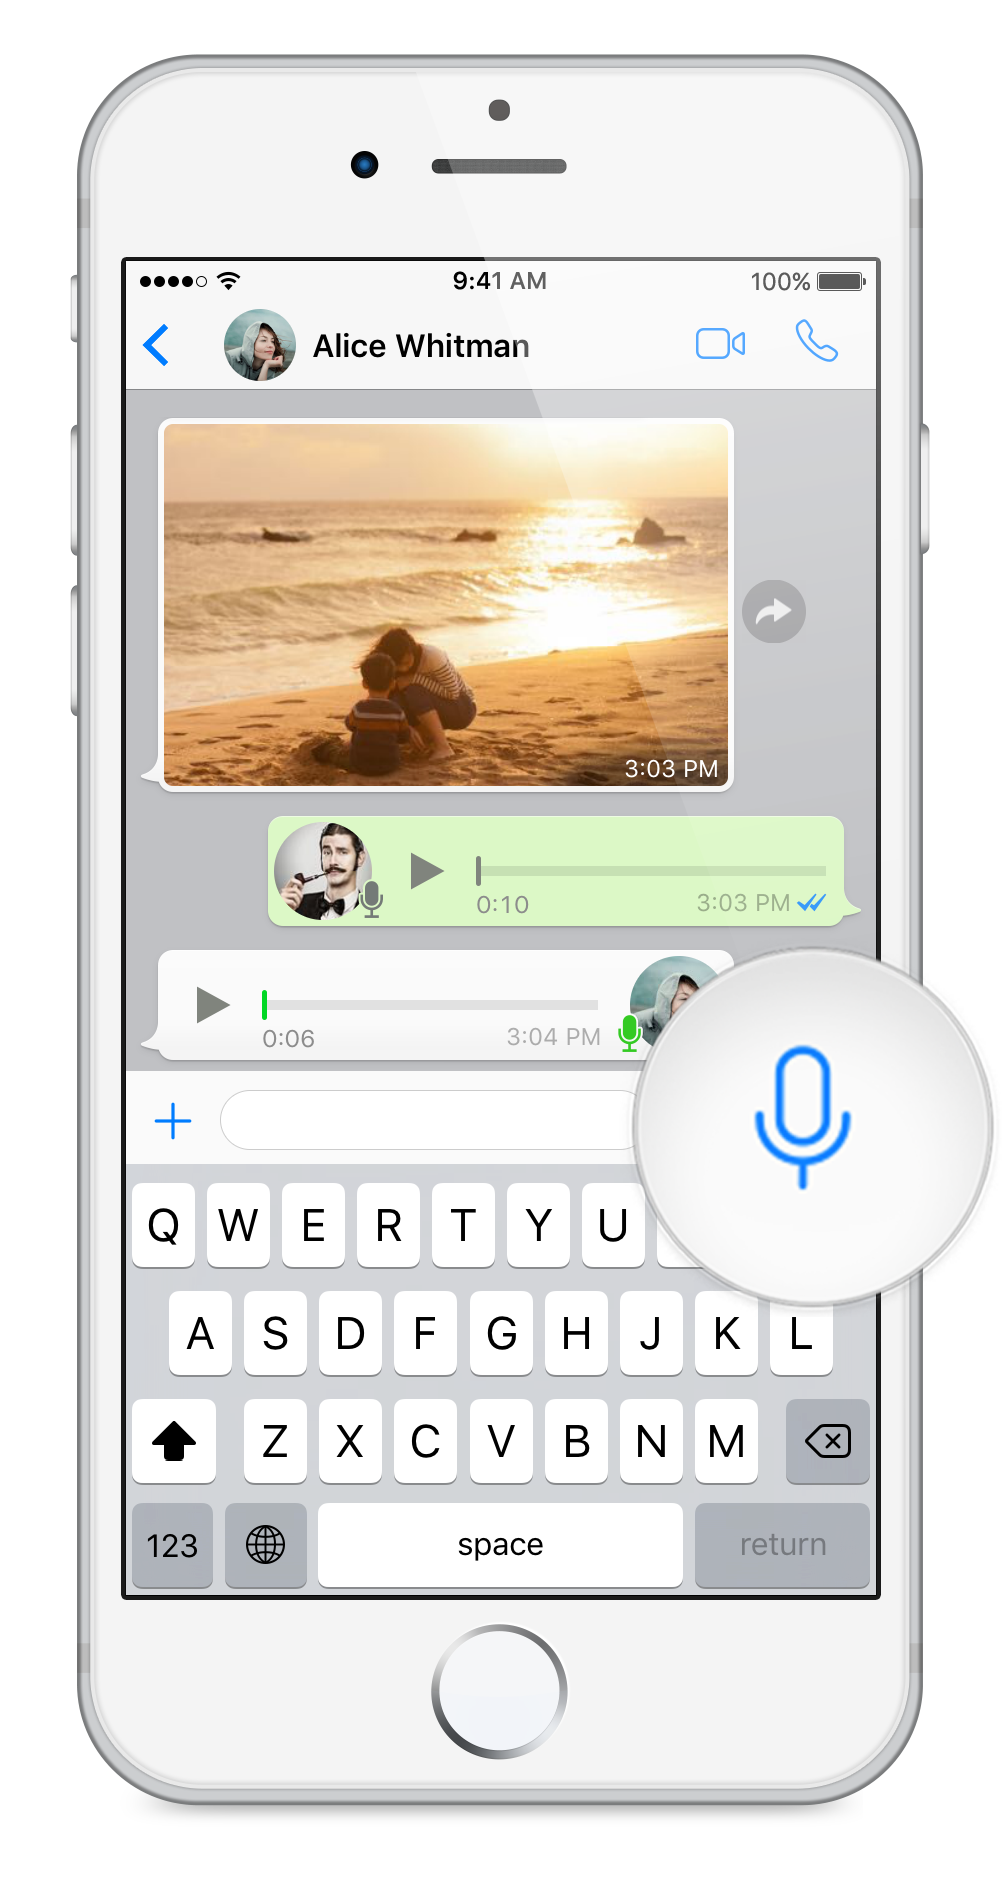 9:41 AM 100%
Alice Whitman
3:03 PM
0:10 3:03 PM
0:06 3:04 PM
Q W E R T Y U
A S D F G H J K L
Z X C V B N M
123 space return